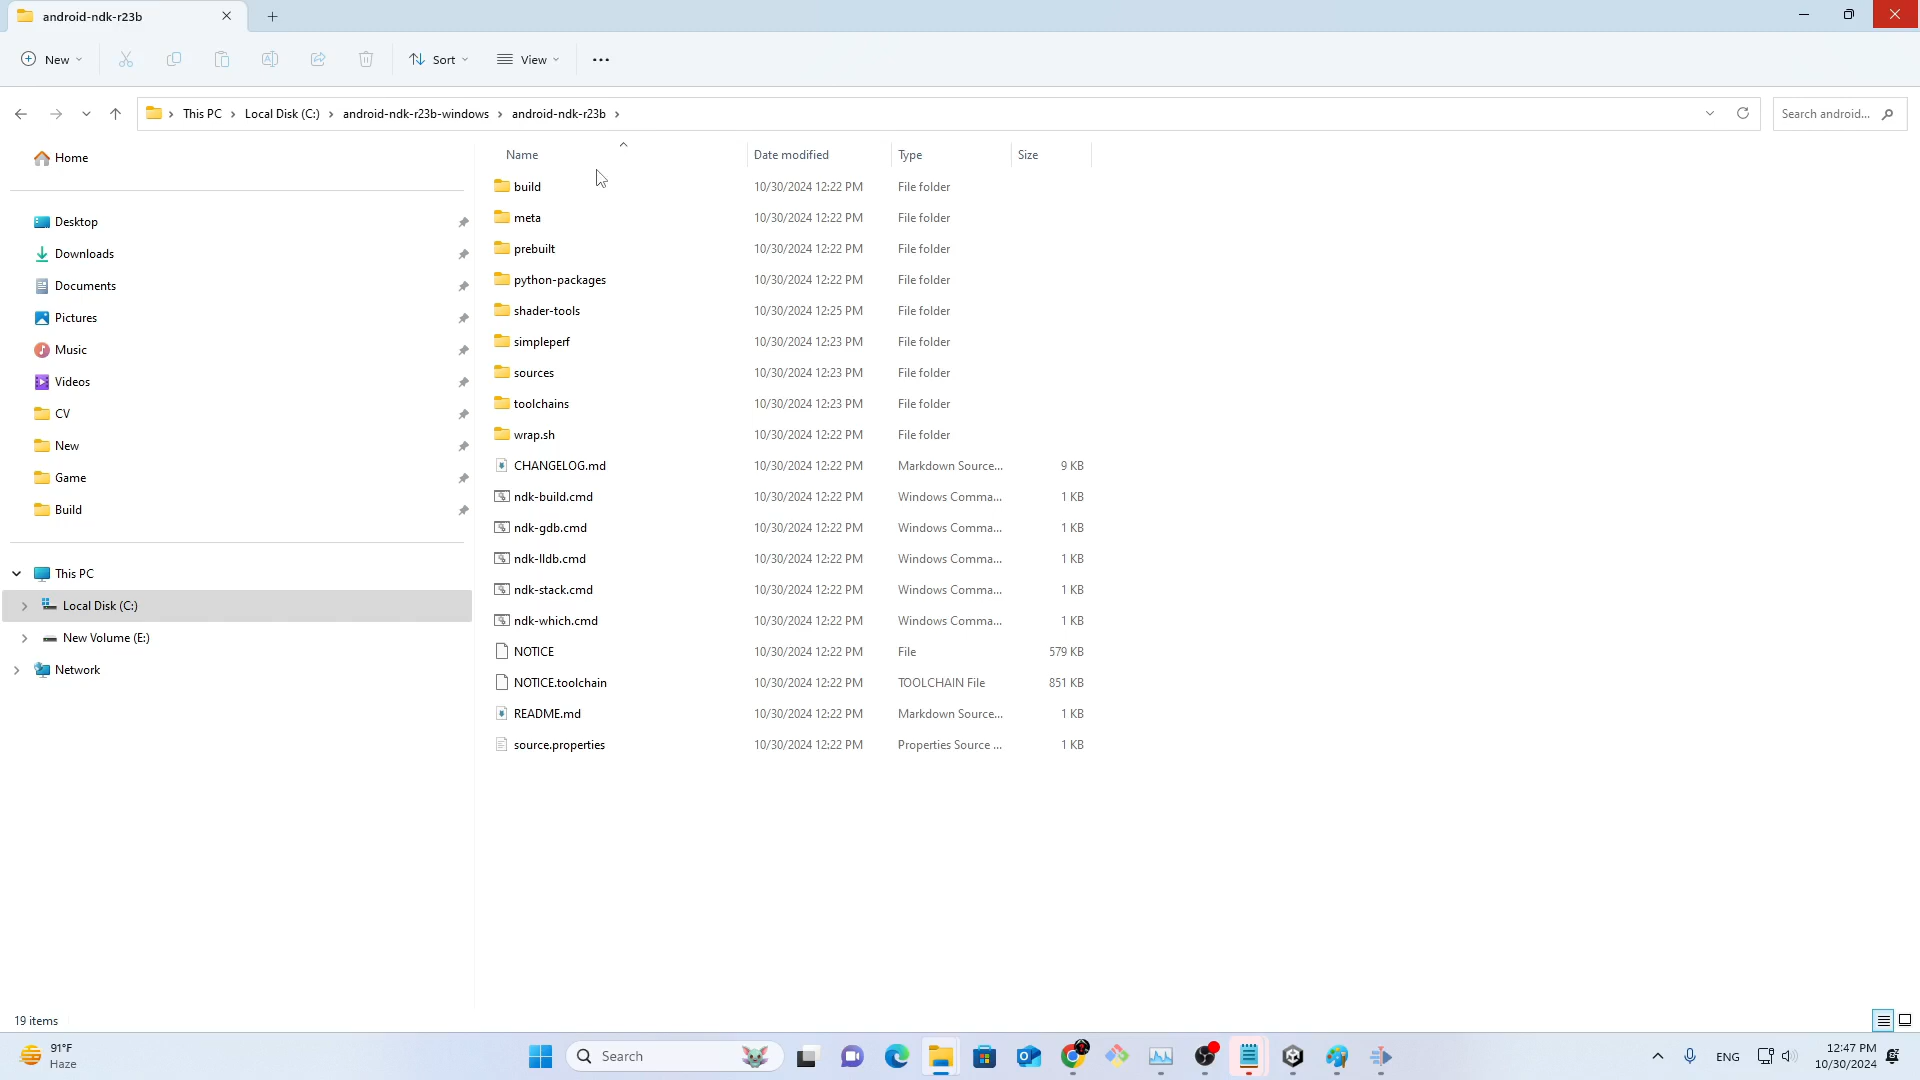 android-ndk-r23b
New
Sort
View
This PC
Local Disk (C:)
android-ndk-r23b-windows
android-ndk-r23b
Search android...
Home
Desktop
Downloads
Documents
Pictures
Music
Videos
CV
New
Game
Build
This PC
Local Disk (C:)
New Volume (E:)
Network
Name Date modified Type Size
build 10/30/2024 12:22 PM File folder
meta 10/30/2024 12:22 PM File folder
prebuilt 10/30/2024 12:22 PM File folder
python-packages 10/30/2024 12:22 PM File folder
shader-tools 10/30/2024 12:25 PM File folder
simpleperf 10/30/2024 12:23 PM File folder
sources 10/30/2024 12:23 PM File folder
toolchains 10/30/2024 12:23 PM File folder
wrap.sh 10/30/2024 12:22 PM File folder
CHANGELOG.md 10/30/2024 12:22 PM Markdown Source... 9 KB
ndk-build.cmd 10/30/2024 12:22 PM Windows Comma... 1 KB
ndk-gdb.cmd 10/30/2024 12:22 PM Windows Comma... 1 KB
ndk-lldb.cmd 10/30/2024 12:22 PM Windows Comma... 1 KB
ndk-stack.cmd 10/30/2024 12:22 PM Windows Comma... 1 KB
ndk-which.cmd 10/30/2024 12:22 PM Windows Comma... 1 KB
NOTICE 10/30/2024 12:22 PM File 579 KB
NOTICE.toolchain 10/30/2024 12:22 PM TOOLCHAIN File 851 KB
README.md 10/30/2024 12:22 PM Markdown Source... 1 KB
source.properties 10/30/2024 12:22 PM Properties Source ... 1 KB
19 items
91°F
Haze
Search
ENG
12:47 PM
10/30/2024